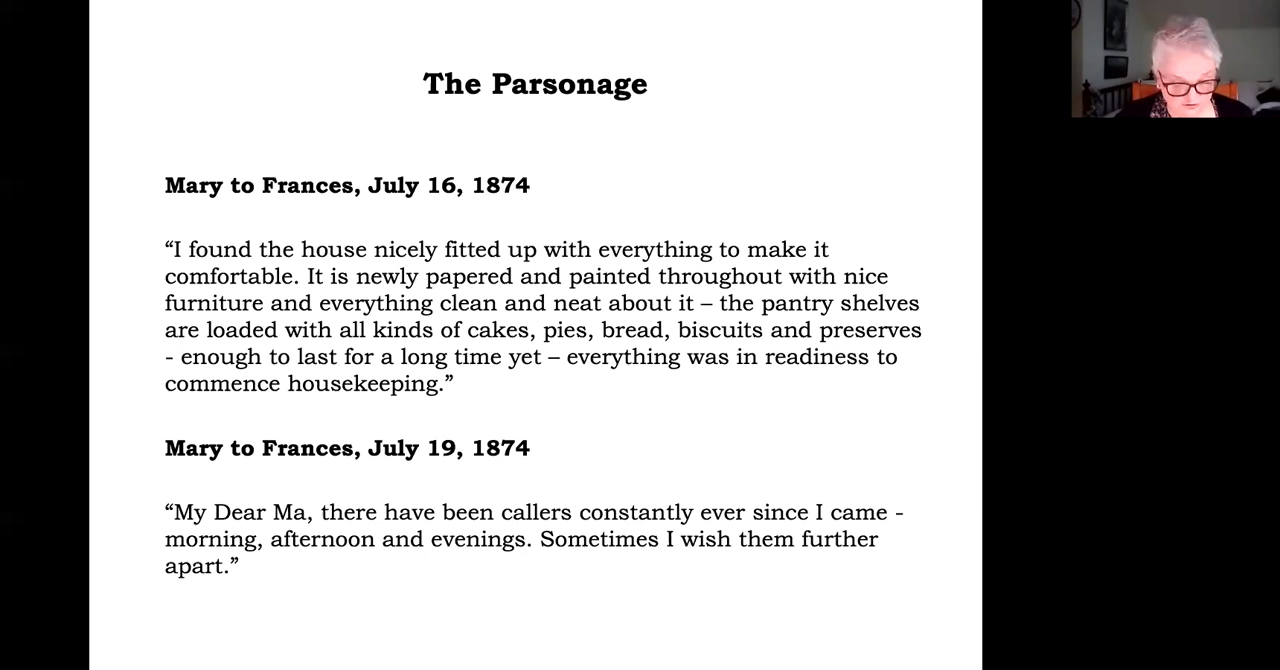 The Parsonage
Mary to Frances, July 16, 1874
“I found the house nicely fitted up with everything to make it
comfortable. It is newly papered and painted throughout with nice
furniture and everything clean and neat about it – the pantry shelves
are loaded with all kinds of cakes, pies, bread, biscuits and preserves
- enough to last for a long time yet – everything was in readiness to
commence housekeeping.”
Mary to Frances, July 19, 1874
“My Dear Ma, there have been callers constantly ever since I came -
morning, afternoon and evenings. Sometimes I wish them further
apart.”